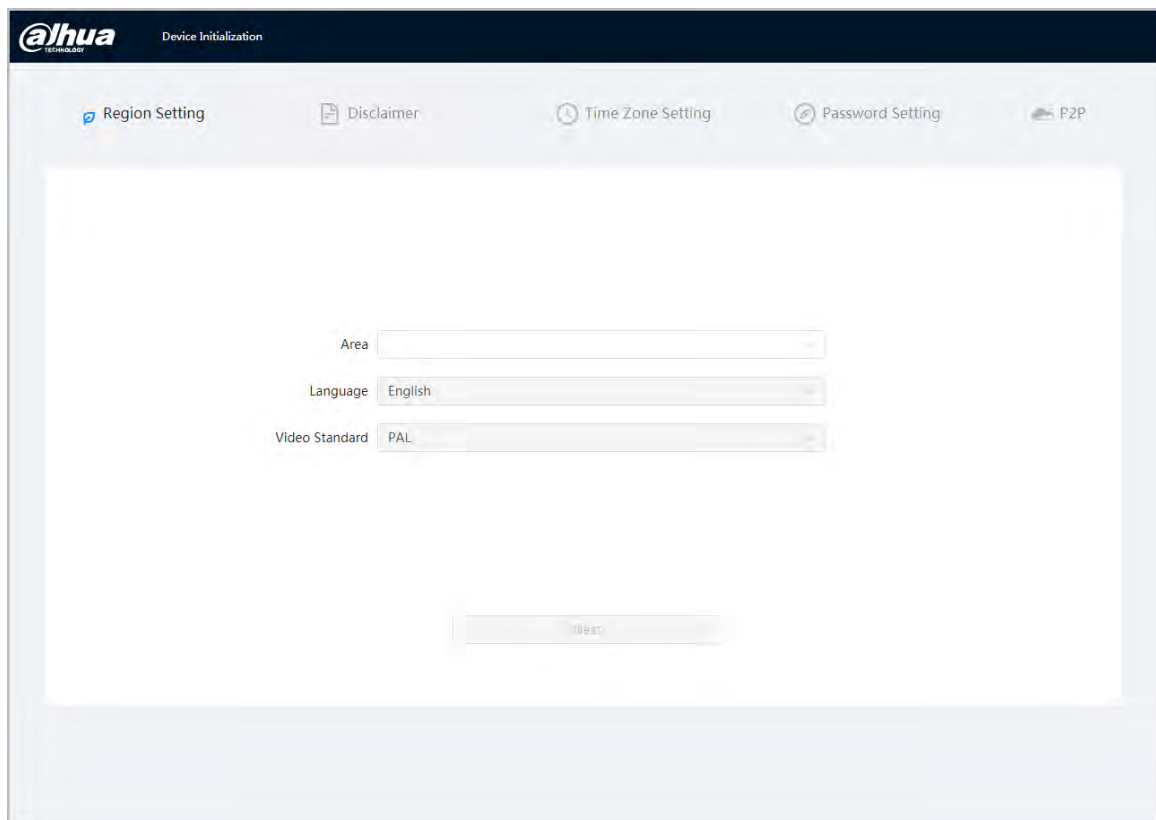 alhua
TECHNOLOGY
Device Initialization
Region Setting
Disclaimer
Time Zone Setting
Password Setting
P2P
Area
Language English
Video Standard PAL
Next